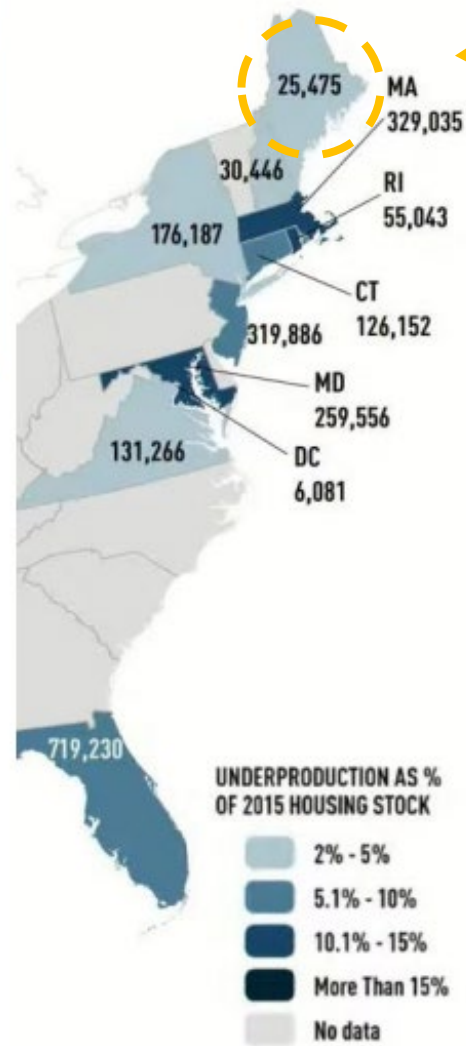 25,475
MA
329,035
30,446
RI
55,043
176,187
CT
126,152
319,886
MD
259,556
131,266
DC
6,081
719,230
UNDERPRODUCTION AS %
OF 2015 HOUSING STOCK
2% - 5%
5.1% - 10%
10.1% - 15%
More Than 15%
No data